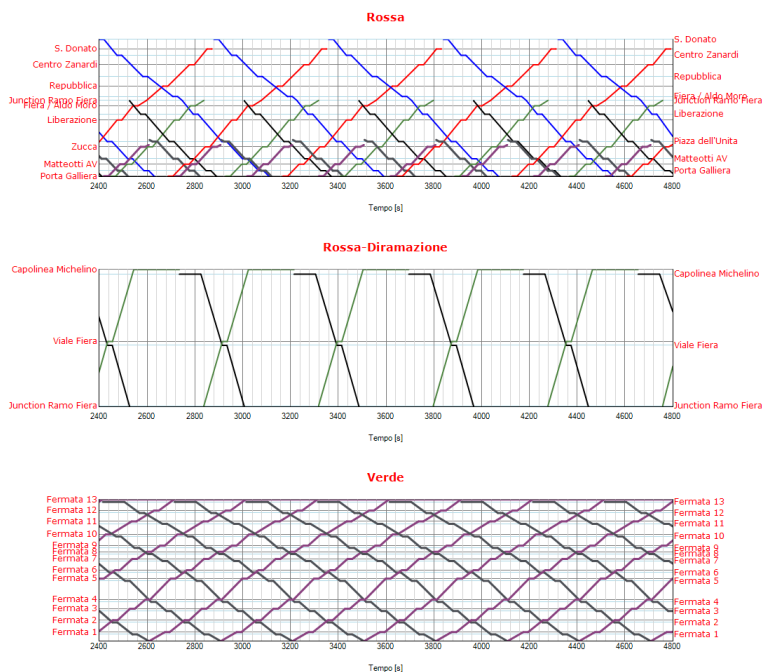 Rossa
S. Donato
S. Donato
Centro Zanardi
Centro Zanardi
Repubblica
Repubblica
Fiera / Aldo Moro
Junction Ramo Fiera
Junction Ramo Fiera
Fiera / Aldo Moro
Liberazione
Liberazione
Piaza dell'Unita
Zucca
Matteotti AV
Matteotti AV
Porta Galliera
Porta Galliera
2400 2600 2800 3000 3200 3400 3600 3800 4000 4200 4400 4600 4800
Tempo [s]
Rossa-Diramazione
Capolinea Michelino
Capolinea Michelino
Viale Fiera
Viale Fiera
Junction Ramo Fiera
Junction Ramo Fiera
2400 2600 2800 3000 3200 3400 3600 3800 4000 4200 4400 4600 4800
Tempo [s]
Verde
Fermata 13
Fermata 13
Fermata 12
Fermata 12
Fermata 11
Fermata 11
Fermata 10
Fermata 10
Fermata 9
Fermata 9
Fermata 8
Fermata 8
Fermata 7
Fermata 7
Fermata 6
Fermata 6
Fermata 5
Fermata 5
Fermata 4
Fermata 4
Fermata 3
Fermata 3
Fermata 2
Fermata 2
Fermata 1
Fermata 1
2400 2600 2800 3000 3200 3400 3600 3800 4000 4200 4400 4600 4800
Tempo [s]